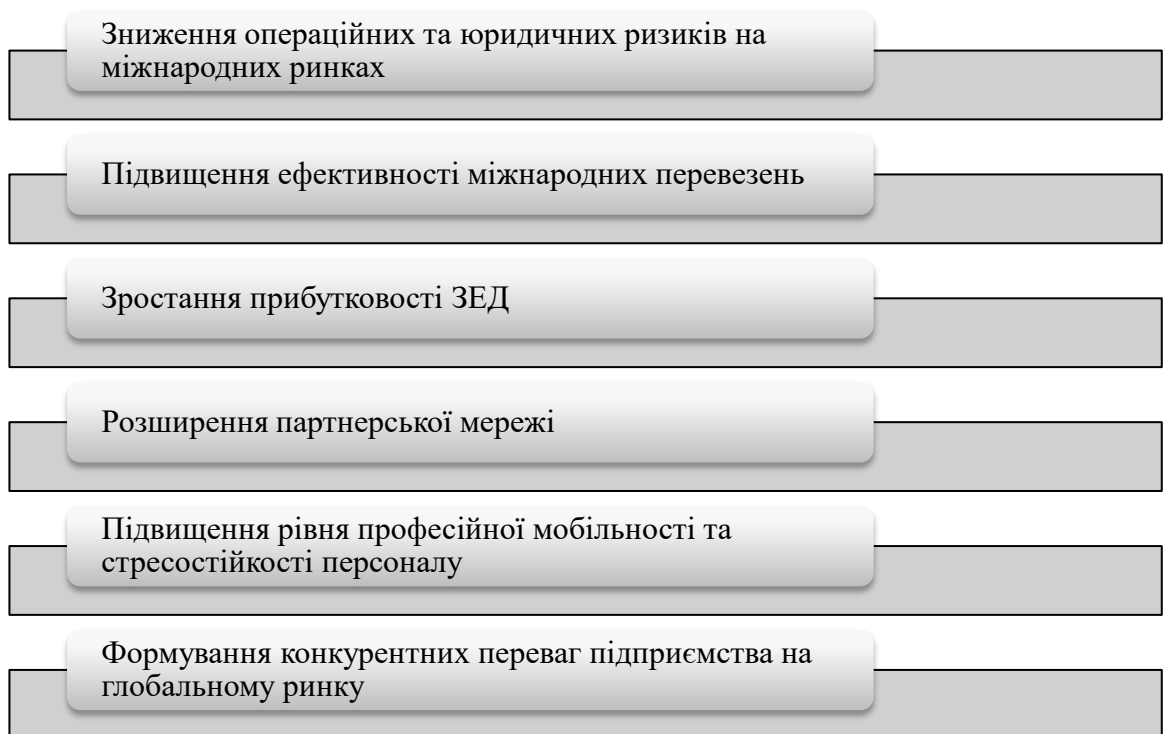 Зниження операційних та юридичних ризиків на
міжнародних ринках
Підвищення ефективності міжнародних перевезень
Зростання прибутковості ЗЕД
Розширення партнерської мережі
Підвищення рівня професійної мобільності та
стресостійкості персоналу
Формування конкурентних переваг підприємства на
глобальному ринку